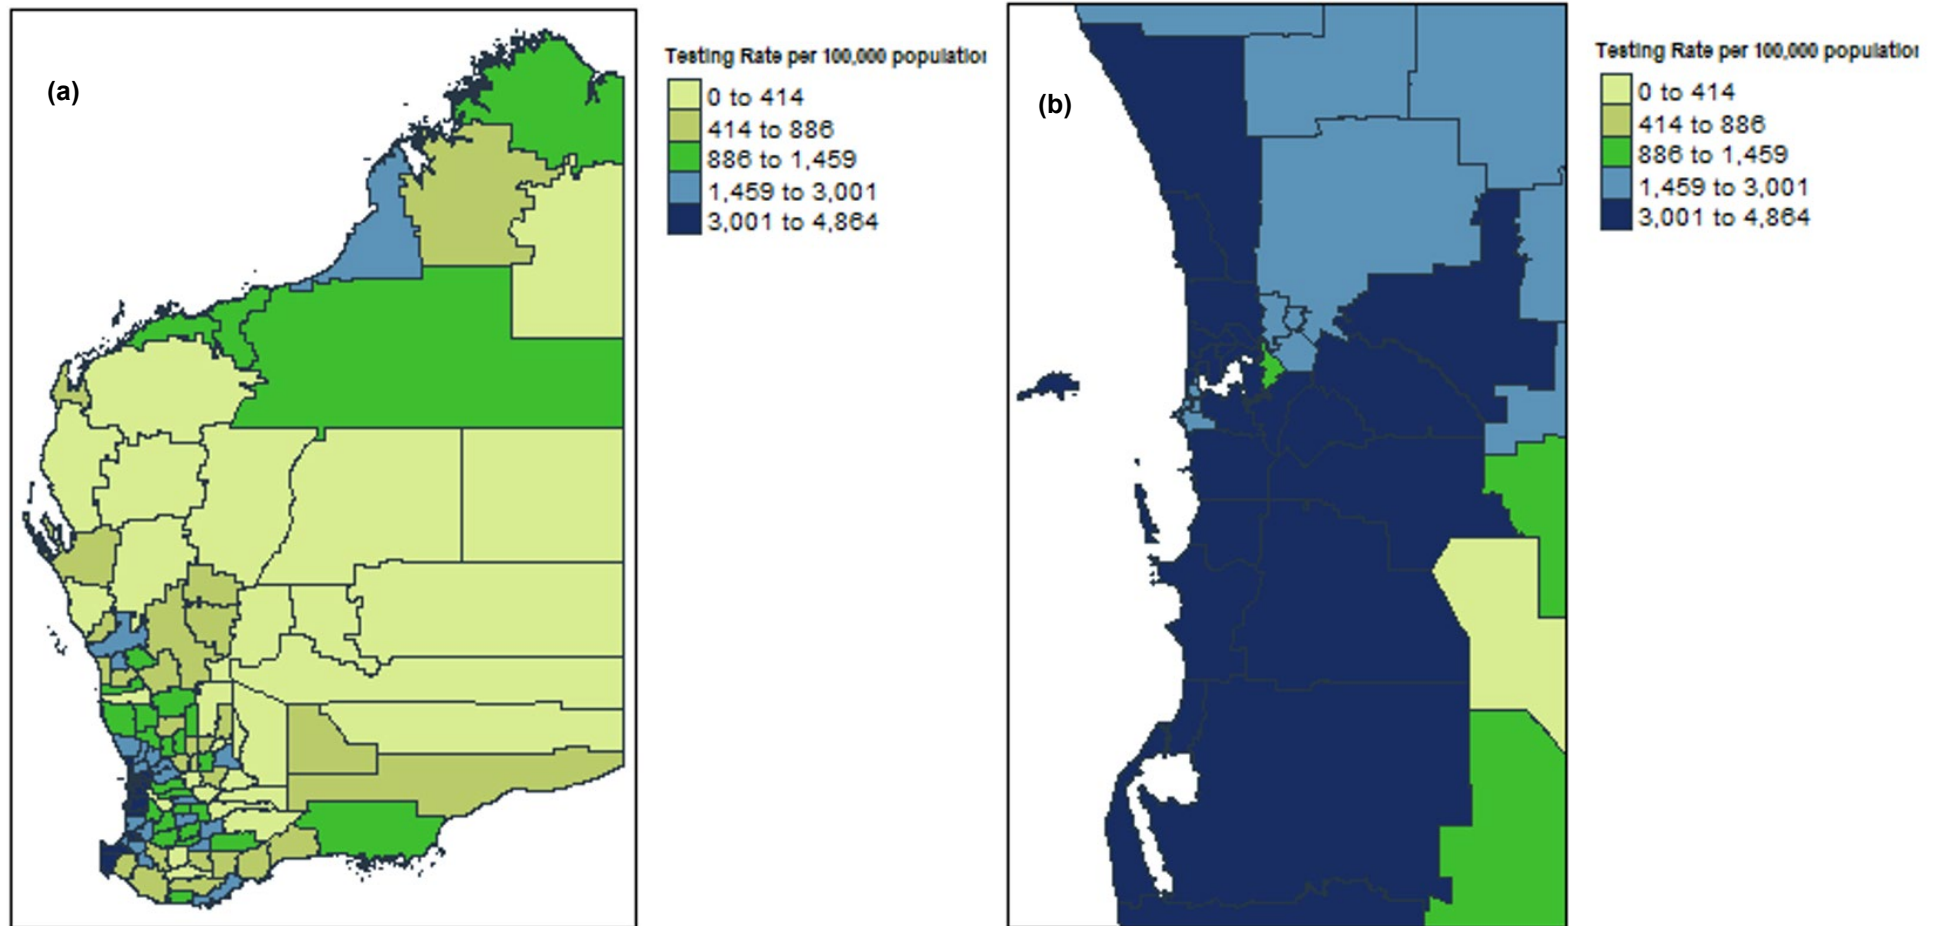 (a)
Testing Rate per 100,000 population
0 to 414
414 to 886
886 to 1,459
1,459 to 3,001
3,001 to 4,864
(b)
Testing Rate per 100,000 population
0 to 414
414 to 886
886 to 1,459
1,459 to 3,001
3,001 to 4,864